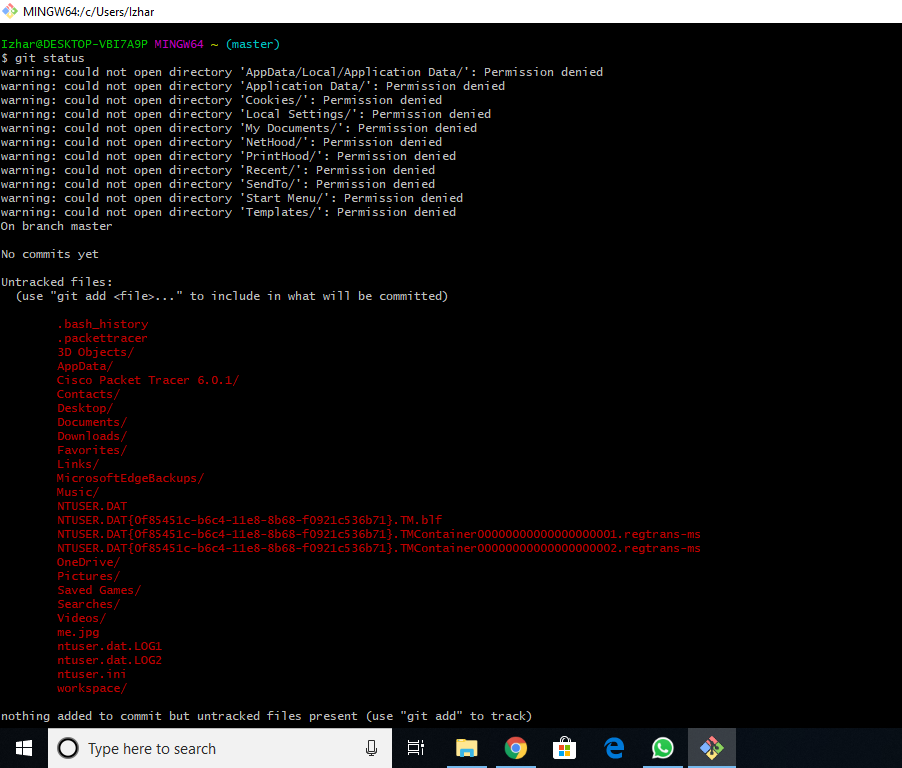 MINGW64:/c/Users/Izhar
Izhar@DESKTOP-VBI7A9P MINGW64 ~ (master)
$ git status
warning: could not open directory 'AppData/Local/Application Data/': Permission denied
warning: could not open directory 'Application Data/': Permission denied
warning: could not open directory 'Cookies/': Permission denied
warning: could not open directory 'Local Settings/': Permission denied
warning: could not open directory 'My Documents/': Permission denied
warning: could not open directory 'NetHood/': Permission denied
warning: could not open directory 'PrintHood/': Permission denied
warning: could not open directory 'Recent/': Permission denied
warning: could not open directory 'SendTo/': Permission denied
warning: could not open directory 'Start Menu/': Permission denied
warning: could not open directory 'Templates/': Permission denied
On branch master
No commits yet
Untracked files:
(use "git add <file>..." to include in what will be committed)
.bash_history
.packettracer
3D Objects/
AppData/
Cisco Packet Tracer 6.0.1/
Contacts/
Desktop/
Documents/
Downloads/
Favorites/
Links/
MicrosoftEdgeBackups/
Music/
NTUSER.DAT
NTUSER.DAT{0f85451c-b6c4-11e8-8b68-f0921c536b71}.TM.blf
NTUSER.DAT{0f85451c-b6c4-11e8-8b68-f0921c536b71}.TMContainer00000000000000000001.regtrans-ms
NTUSER.DAT{0f85451c-b6c4-11e8-8b68-f0921c536b71}.TMContainer00000000000000000002.regtrans-ms
OneDrive/
Pictures/
Saved Games/
Searches/
Videos/
me.jpg
ntuser.dat.LOG1
ntuser.dat.LOG2
ntuser.ini
workspace/
nothing added to commit but untracked files present (use "git add" to track)
Type here to search